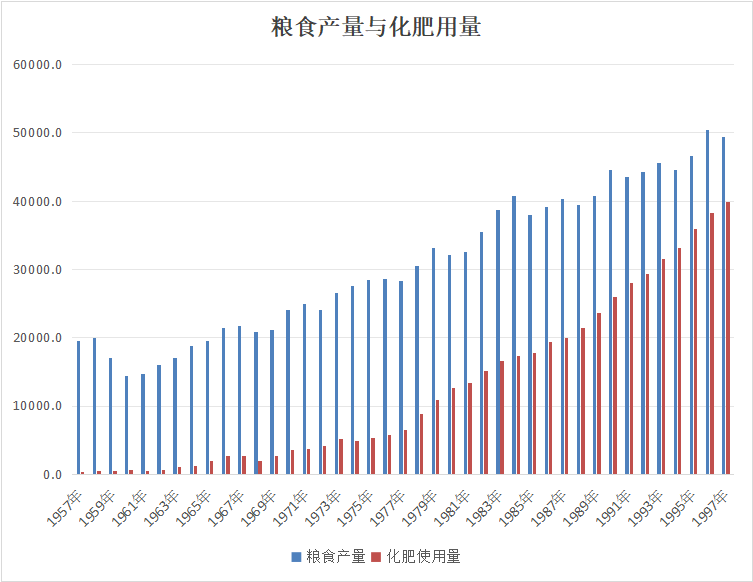 粮食产量与化肥用量
60000.0
50000.0
40000.0
30000.0
20000.0
10000.0
0.0
1957年
1959年
1961年
1963年
1965年
1967年
1969年
1971年
1973年
1975年
1977年
1979年
1981年
1983年
1985年
1987年
1989年
1991年
1993年
1995年
1997年
粮食产量 化肥使用量